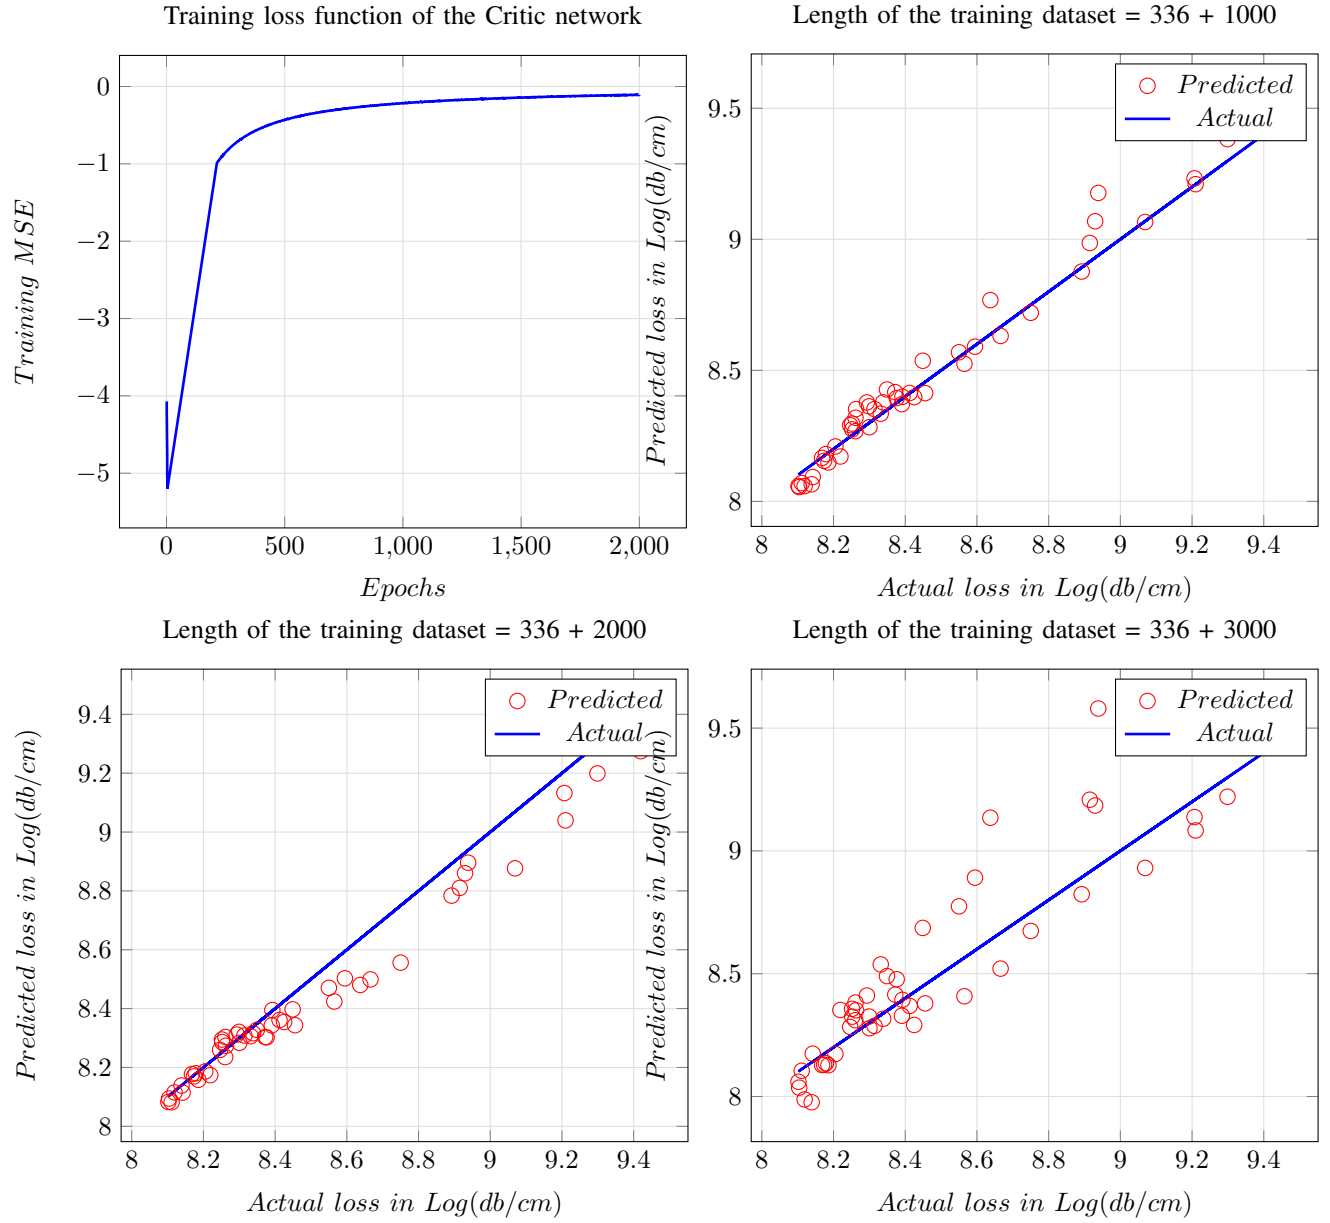 Training loss function of the Critic network
Training MSE
0
−1
−2
−3
−4
−5
0 500 1,000 1,500 2,000
Epochs
Length of the training dataset = 336 + 1000
Predicted loss in Log(db/cm)
9.5
9
8.5
8
Predicted
Actual
8 8.2 8.4 8.6 8.8 9 9.2 9.4
Actual loss in Log(db/cm)
Length of the training dataset = 336 + 2000
Predicted loss in Log(db/cm)
9.4
9.2
9
8.8
8.6
8.4
8.2
8
Predicted
Actual
8 8.2 8.4 8.6 8.8 9 9.2 9.4
Actual loss in Log(db/cm)
Length of the training dataset = 336 + 3000
Predicted loss in Log(db/cm)
9.5
9
8.5
8
Predicted
Actual
8 8.2 8.4 8.6 8.8 9 9.2 9.4
Actual loss in Log(db/cm)